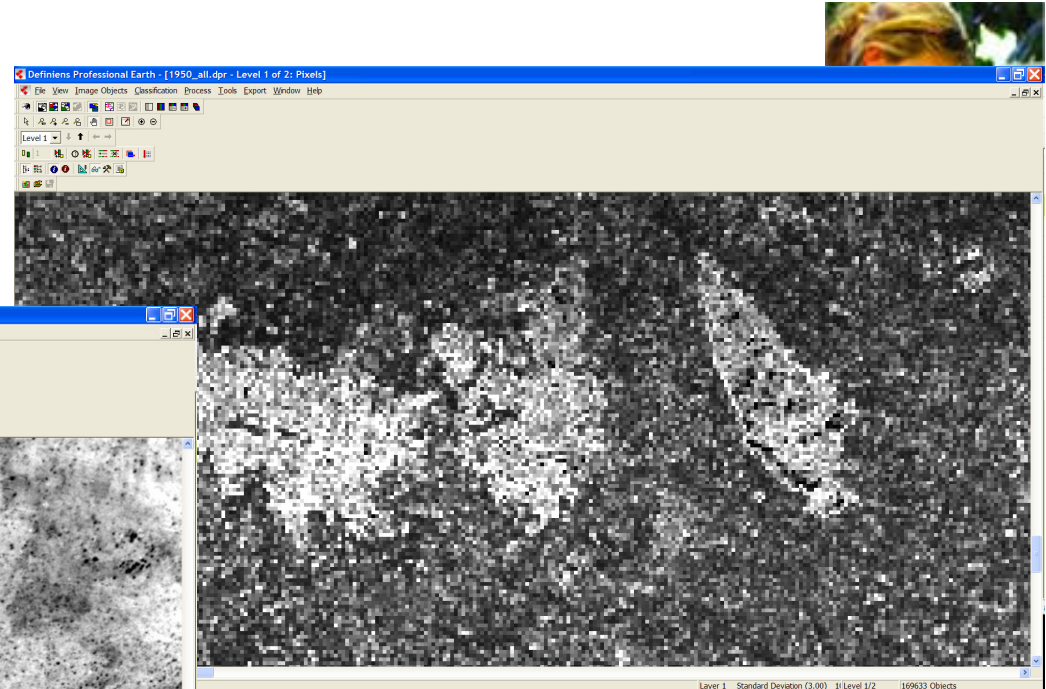 Definiens Professional Earth - [1950_all.dpr - Level 1 of 2: Pixels]
File View Image Objects Classification Process Tools Export Window Help
Level 1
Layer 1 Standard Deviation (3.00) Level 1/2 169633 Objects